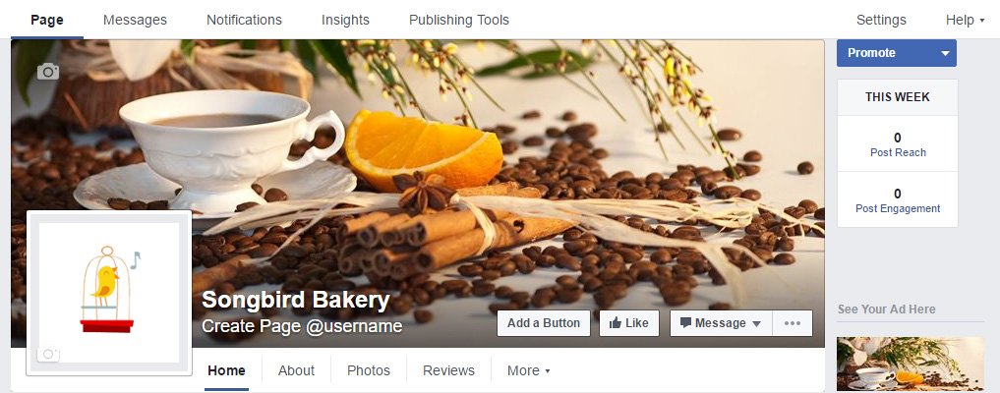 Page Messages Notifications Insights Publishing Tools Settings Help
Promote
THIS WEEK
0
Post Reach
0
Post Engagement
Songbird Bakery
Create Page @username
Add a Button Like Message
See Your Ad Here
Home About Photos Reviews More